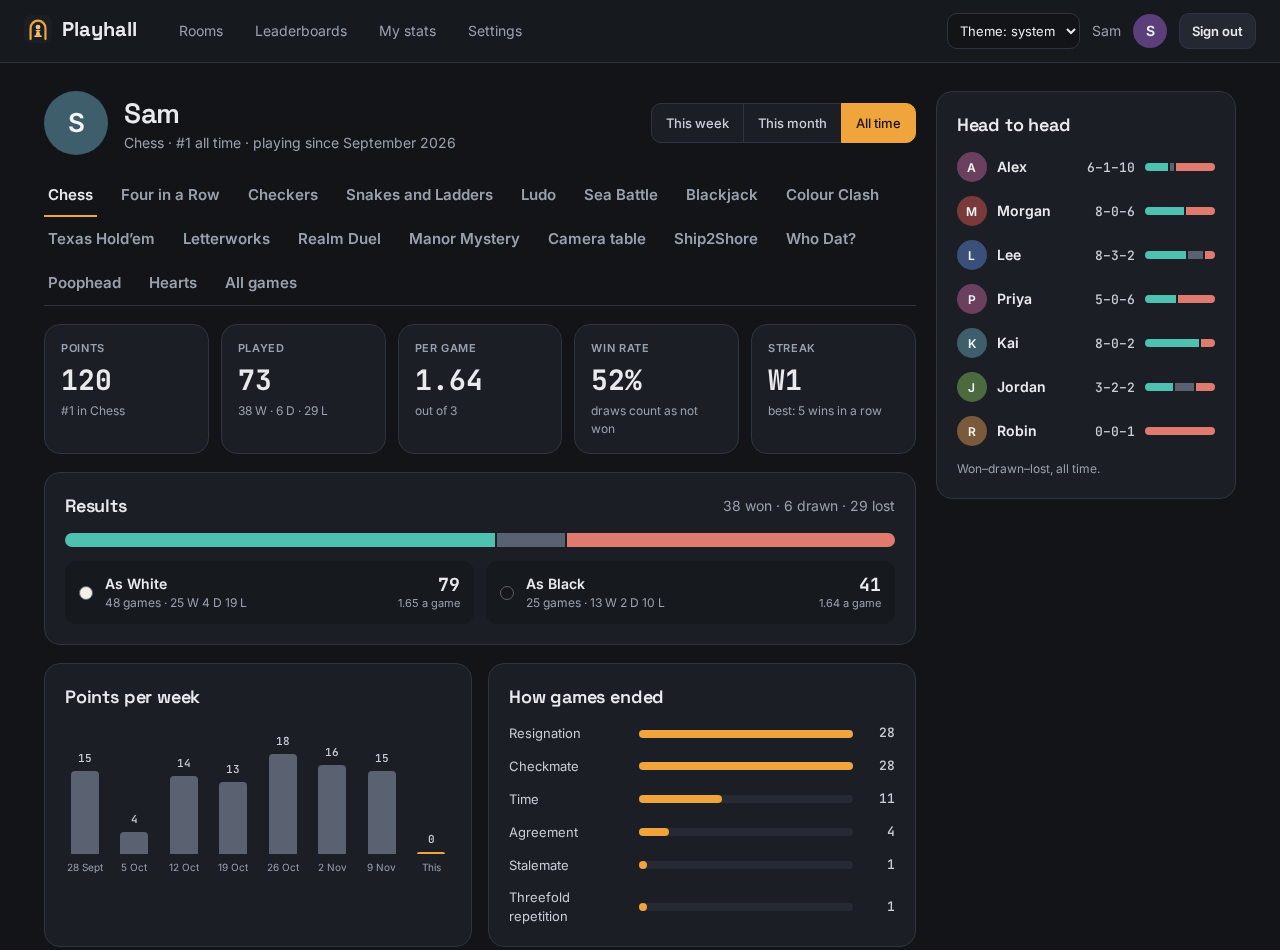 Playhall
Rooms
Leaderboards
My stats
Settings
Theme: system
Sam
S
Sign out
S
Sam
Chess · #1 all time · playing since September 2026
This week
This month
All time
Chess
Four in a Row
Checkers
Snakes and Ladders
Ludo
Sea Battle
Blackjack
Colour Clash
Texas Hold'em
Letterworks
Realm Duel
Manor Mystery
Camera table
Ship2Shore
Who Dat?
Poophead
Hearts
All games
POINTS
120
#1 in Chess
PLAYED
73
38 W · 6 D · 29 L
PER GAME
1.64
out of 3
WIN RATE
52%
draws count as not
won
STREAK
W1
best: 5 wins in a row
Results
38 won · 6 drawn · 29 lost
As White
48 games · 25 W 4 D 19 L
79
1.65 a game
As Black
25 games · 13 W 2 D 10 L
41
1.64 a game
Points per week
15
4
14
13
18
16
15
0
28 Sept
5 Oct
12 Oct
19 Oct
26 Oct
2 Nov
9 Nov
This
How games ended
Resignation
28
Checkmate
28
Time
11
Agreement
4
Stalemate
1
Threefold
repetition
1
Head to head
A
Alex
6–1–10
M
Morgan
8–0–6
L
Lee
8–3–2
P
Priya
5–0–6
K
Kai
8–0–2
J
Jordan
3–2–2
R
Robin
0–0–1
Won–drawn–lost, all time.